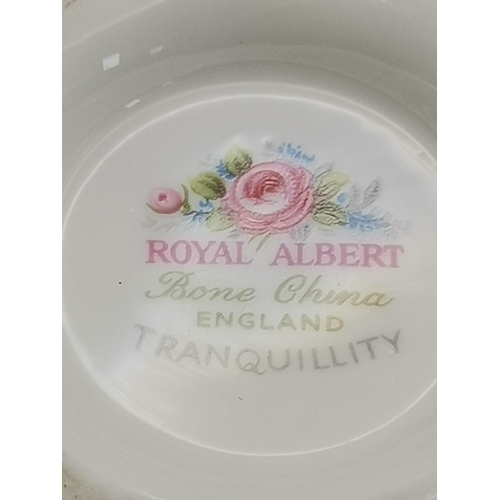 ROYAL ALBERT
Bone China
ENGLAND
TRANQUILLITY